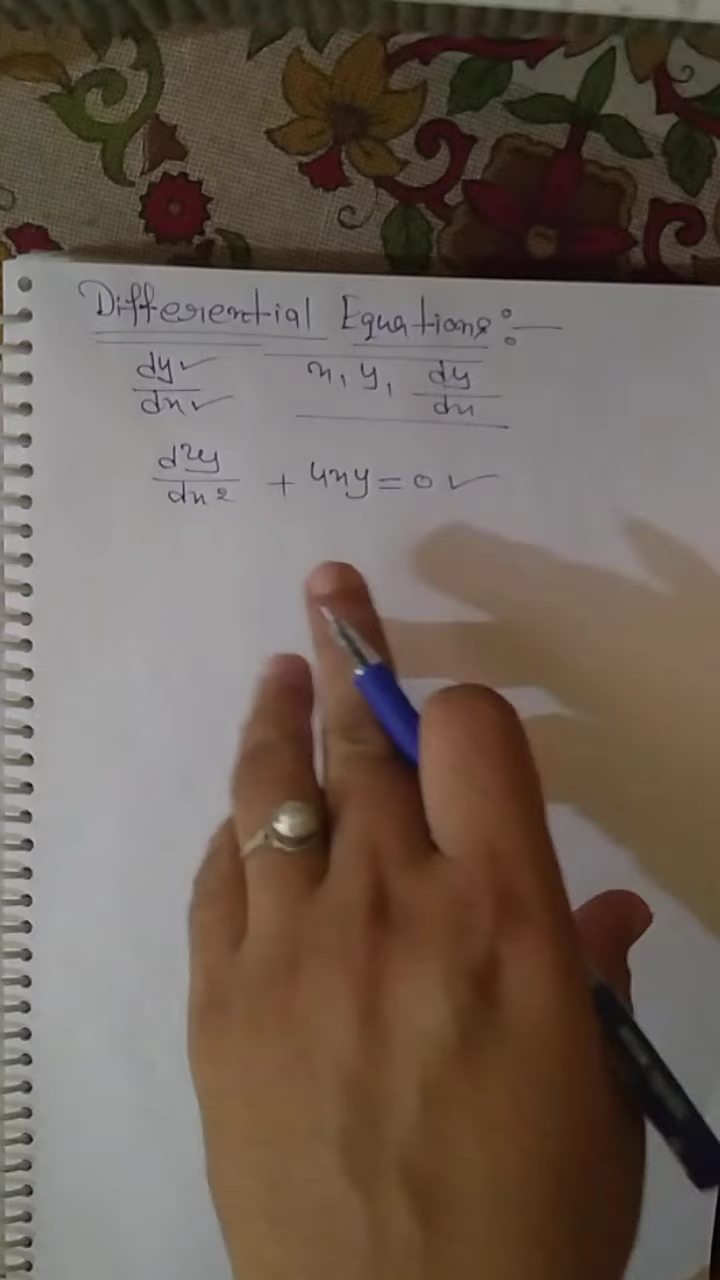 Differential Equations:—
dy/dx x, y, dy/dx
d²y/dx² + 4xy = 0